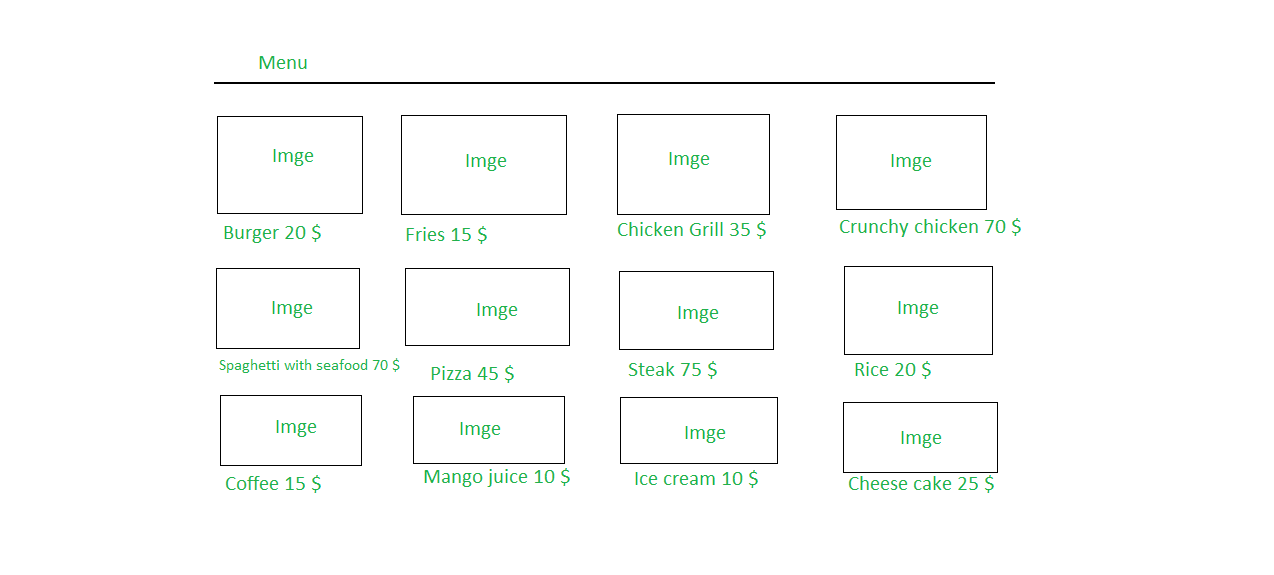 Menu
Imge
Imge
Imge
Imge
Burger 20 $
Fries 15 $
Chicken Grill 35 $
Crunchy chicken 70 $
Imge
Imge
Imge
Imge
Spaghetti with seafood 70 $
Pizza 45 $
Steak 75 $
Rice 20 $
Imge
Imge
Imge
Imge
Coffee 15 $
Mango juice 10 $
Ice cream 10 $
Cheese cake 25 $